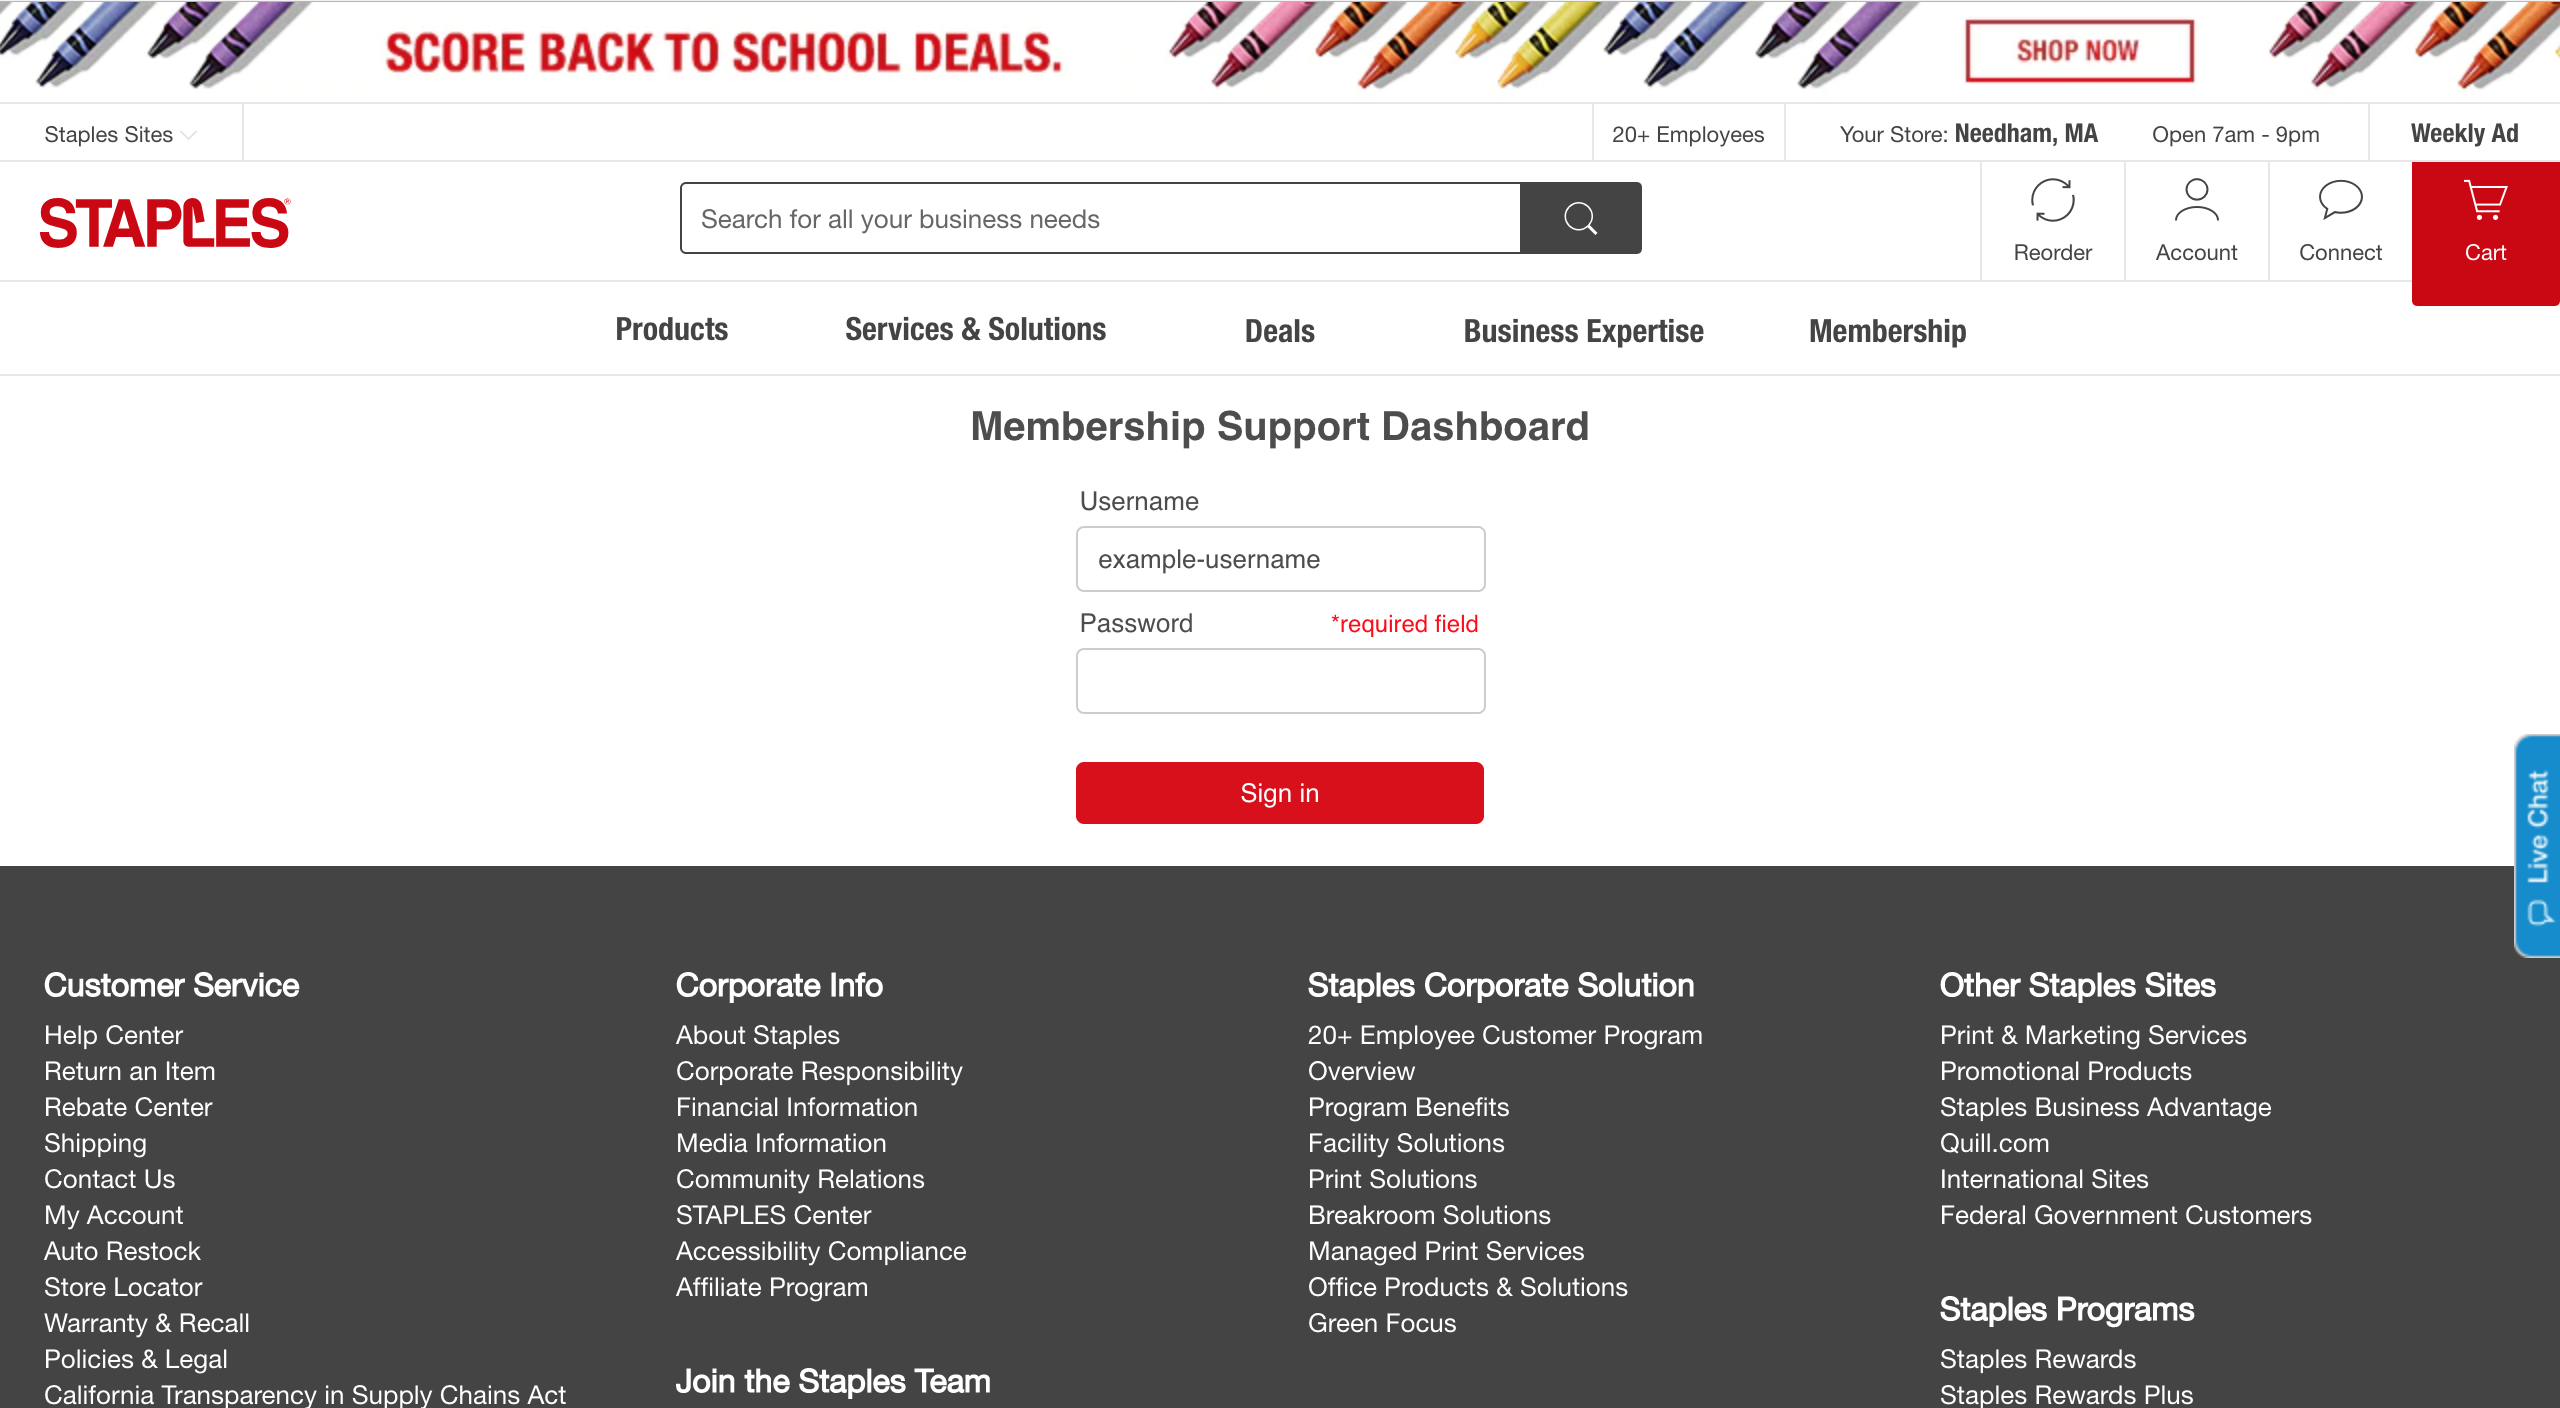 SCORE BACK TO SCHOOL DEALS.
SHOP NOW
Staples Sites
20+ Employees
Your Store: Needham, MA
Open 7am - 9pm
Weekly Ad
STAPLES®
Search for all your business needs
Reorder
Account
Connect
Cart
Products
Services & Solutions
Deals
Business Expertise
Membership
Membership Support Dashboard
Username
example-username
Password
*required field
Sign in
Live Chat
Customer Service
Help Center
Return an Item
Rebate Center
Shipping
Contact Us
My Account
Auto Restock
Store Locator
Warranty & Recall
Policies & Legal
California Transparency in Supply Chains Act
Corporate Info
About Staples
Corporate Responsibility
Financial Information
Media Information
Community Relations
STAPLES Center
Accessibility Compliance
Affiliate Program
Join the Staples Team
Staples Corporate Solution
20+ Employee Customer Program
Overview
Program Benefits
Facility Solutions
Print Solutions
Breakroom Solutions
Managed Print Services
Office Products & Solutions
Green Focus
Other Staples Sites
Print & Marketing Services
Promotional Products
Staples Business Advantage
Quill.com
International Sites
Federal Government Customers
Staples Programs
Staples Rewards
Staples Rewards Plus